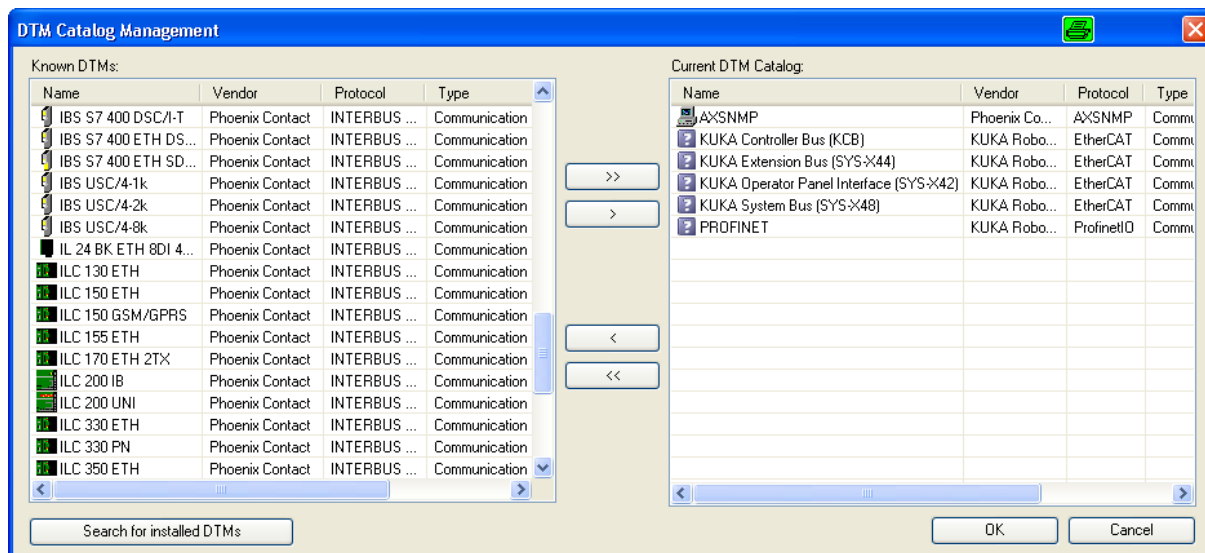 DTM Catalog Management
Known DTMs:
Name Vendor Protocol Type
IBS S7 400 DSC/I-T Phoenix Contact INTERBUS ... Communication
IBS S7 400 ETH DS... Phoenix Contact INTERBUS ... Communication
IBS S7 400 ETH SD... Phoenix Contact INTERBUS ... Communication
IBS USC/4-1k Phoenix Contact INTERBUS ... Communication
IBS USC/4-2k Phoenix Contact INTERBUS ... Communication
IBS USC/4-8k Phoenix Contact INTERBUS ... Communication
IL 24 BK ETH 8DI 4... Phoenix Contact INTERBUS ... Communication
ILC 130 ETH Phoenix Contact INTERBUS ... Communication
ILC 150 ETH Phoenix Contact INTERBUS ... Communication
ILC 150 GSM/GPRS Phoenix Contact INTERBUS ... Communication
ILC 155 ETH Phoenix Contact INTERBUS ... Communication
ILC 170 ETH 2TX Phoenix Contact INTERBUS ... Communication
ILC 200 IB Phoenix Contact INTERBUS ... Communication
ILC 200 UNI Phoenix Contact INTERBUS ... Communication
ILC 330 ETH Phoenix Contact INTERBUS ... Communication
ILC 330 PN Phoenix Contact INTERBUS ... Communication
ILC 350 ETH Phoenix Contact INTERBUS ... Communication
Search for installed DTMs
>>
>
<
<<
Current DTM Catalog:
Name Vendor Protocol Type
AXSNMP Phoenix Co... AXSNMP Commu
KUKA Controller Bus (KCB) KUKA Robo... EtherCAT Commu
KUKA Extension Bus (SYS-X44) KUKA Robo... EtherCAT Commu
KUKA Operator Panel Interface (SYS-X42) KUKA Robo... EtherCAT Commu
KUKA System Bus (SYS-X48) KUKA Robo... EtherCAT Commu
PROFINET KUKA Robo... ProfinetIO Commu
OK Cancel